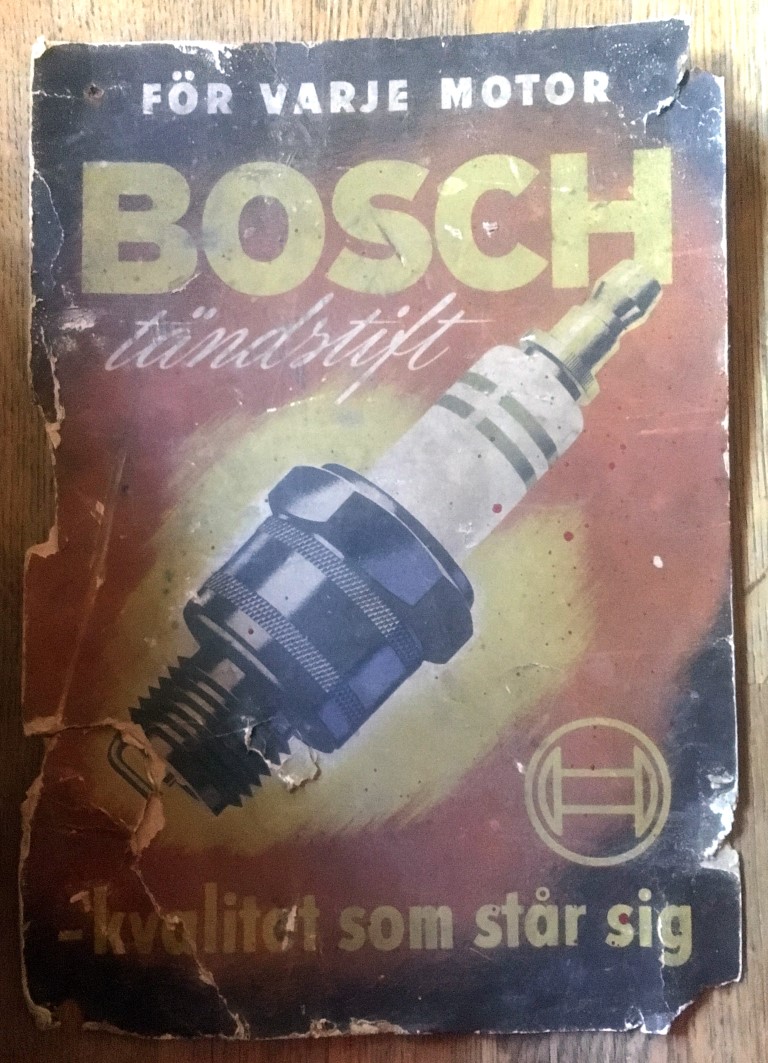 FÖR VARJE MOTOR
BOSCH
tändstift
-kvalitet som står sig